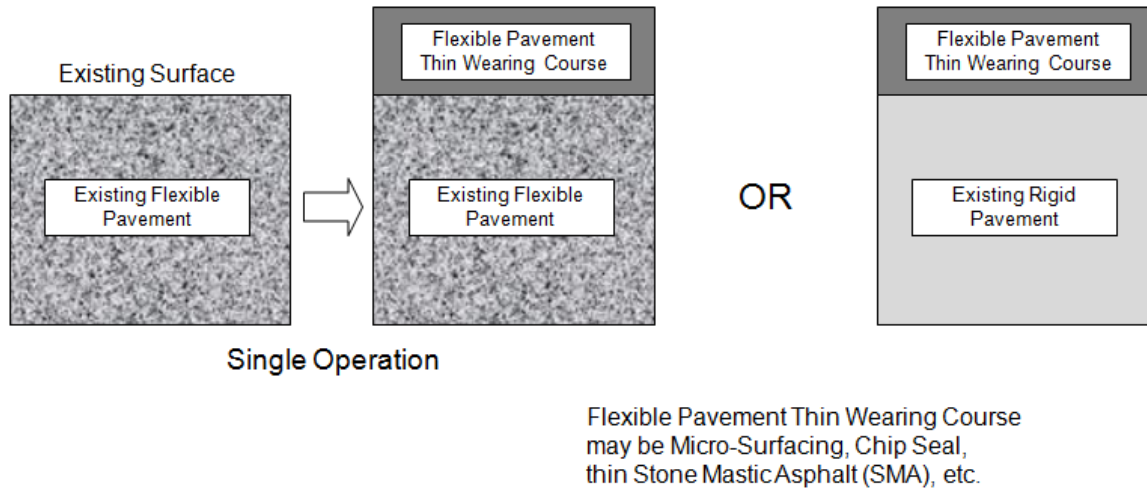 Existing Surface
Existing Flexible
Pavement
Flexible Pavement
Thin Wearing Course
Existing Flexible
Pavement
OR
Flexible Pavement
Thin Wearing Course
Existing Rigid
Pavement
Single Operation
Flexible Pavement Thin Wearing Course
may be Micro-Surfacing, Chip Seal,
thin Stone Mastic Asphalt (SMA), etc.